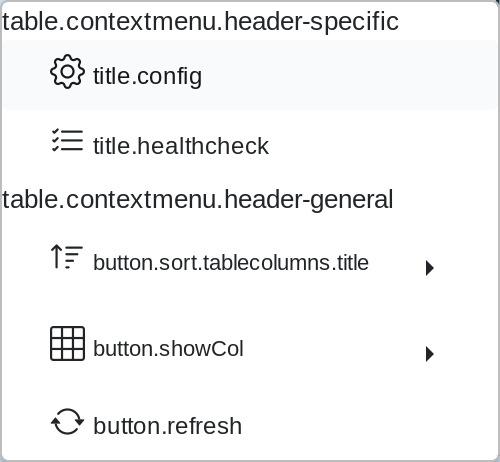 table.contextmenu.header-specific
title.config
title.healthcheck
table.contextmenu.header-general
button.sort.tablecolumns.title
button.showCol
button.refresh